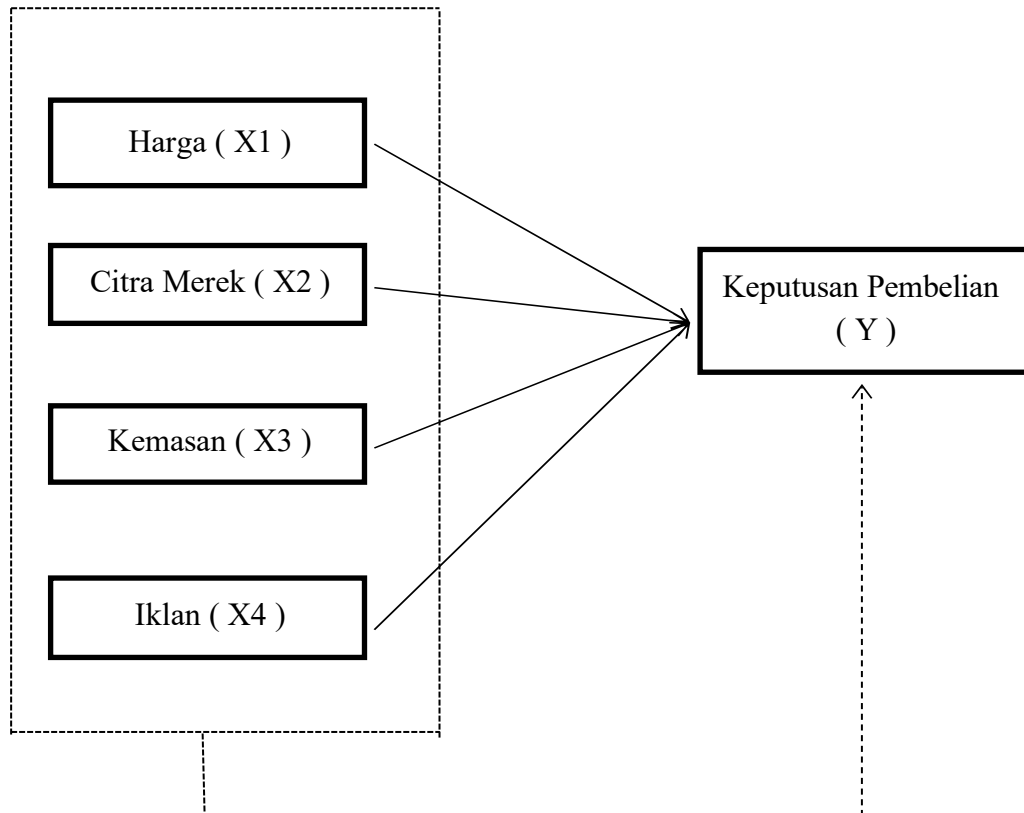 Harga ( X1 )
Citra Merek ( X2 )
Kemasan ( X3 )
Iklan ( X4 )
Keputusan Pembelian
( Y )